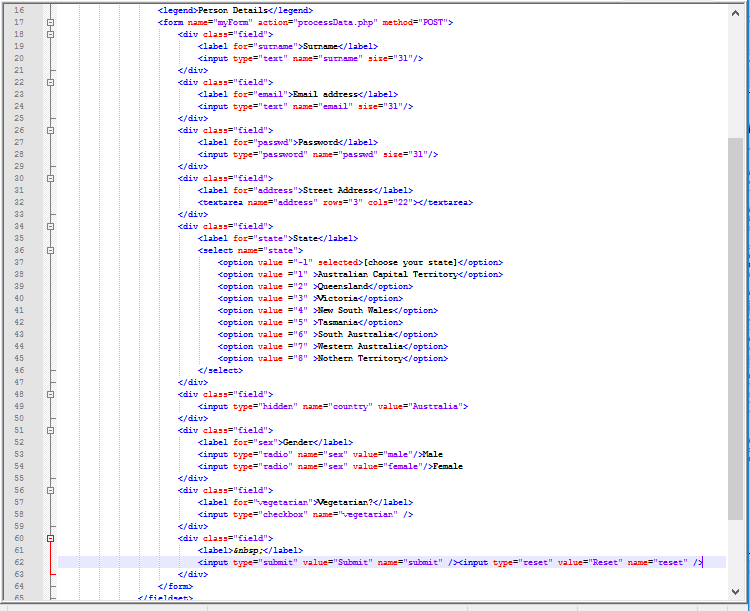 16 <legend>Person Details</legend>
17 <form name="myForm" action="processData.php" method="POST">
18 <div class="field">
19 <label for="surname">Surname</label>
20 <input type="text" name="surname" size="31"/>
21 </div>
22 <div class="field">
23 <label for="email">Email address</label>
24 <input type="text" name="email" size="31"/>
25 </div>
26 <div class="field">
27 <label for="passwd">Password</label>
28 <input type="password" name="passwd" size="31"/>
29 </div>
30 <div class="field">
31 <label for="address">Street Address</label>
32 <textarea name="address" rows="3" cols="22"></textarea>
33 </div>
34 <div class="field">
35 <label for="state">State</label>
36 <select name="state">
37 <option value ="-1" selected>[choose your state]</option>
38 <option value ="1" >Australian Capital Territory</option>
39 <option value ="2" >Queensland</option>
40 <option value ="3" >Victoria</option>
41 <option value ="4" >New South Wales</option>
42 <option value ="5" >Tasmania</option>
43 <option value ="6" >South Australia</option>
44 <option value ="7" >Western Australia</option>
45 <option value ="8" >Nothern Territory</option>
46 </select>
47 </div>
48 <div class="field">
49 <input type="hidden" name="country" value="Australia">
50 </div>
51 <div class="field">
52 <label for="sex">Gender</label>
53 <input type="radio" name="sex" value="male"/>Male
54 <input type="radio" name="sex" value="female"/>Female
55 </div>
56 <div class="field">
57 <label for="vegetarian">Vegetarian?</label>
58 <input type="checkbox" name="vegetarian" />
59 </div>
60 <div class="field">
61 <label>&nbsp;</label>
62 <input type="submit" value="Submit" name="submit" /><input type="reset" value="Reset" name="reset" />
63 </div>
64 </form>
65 </fieldset>